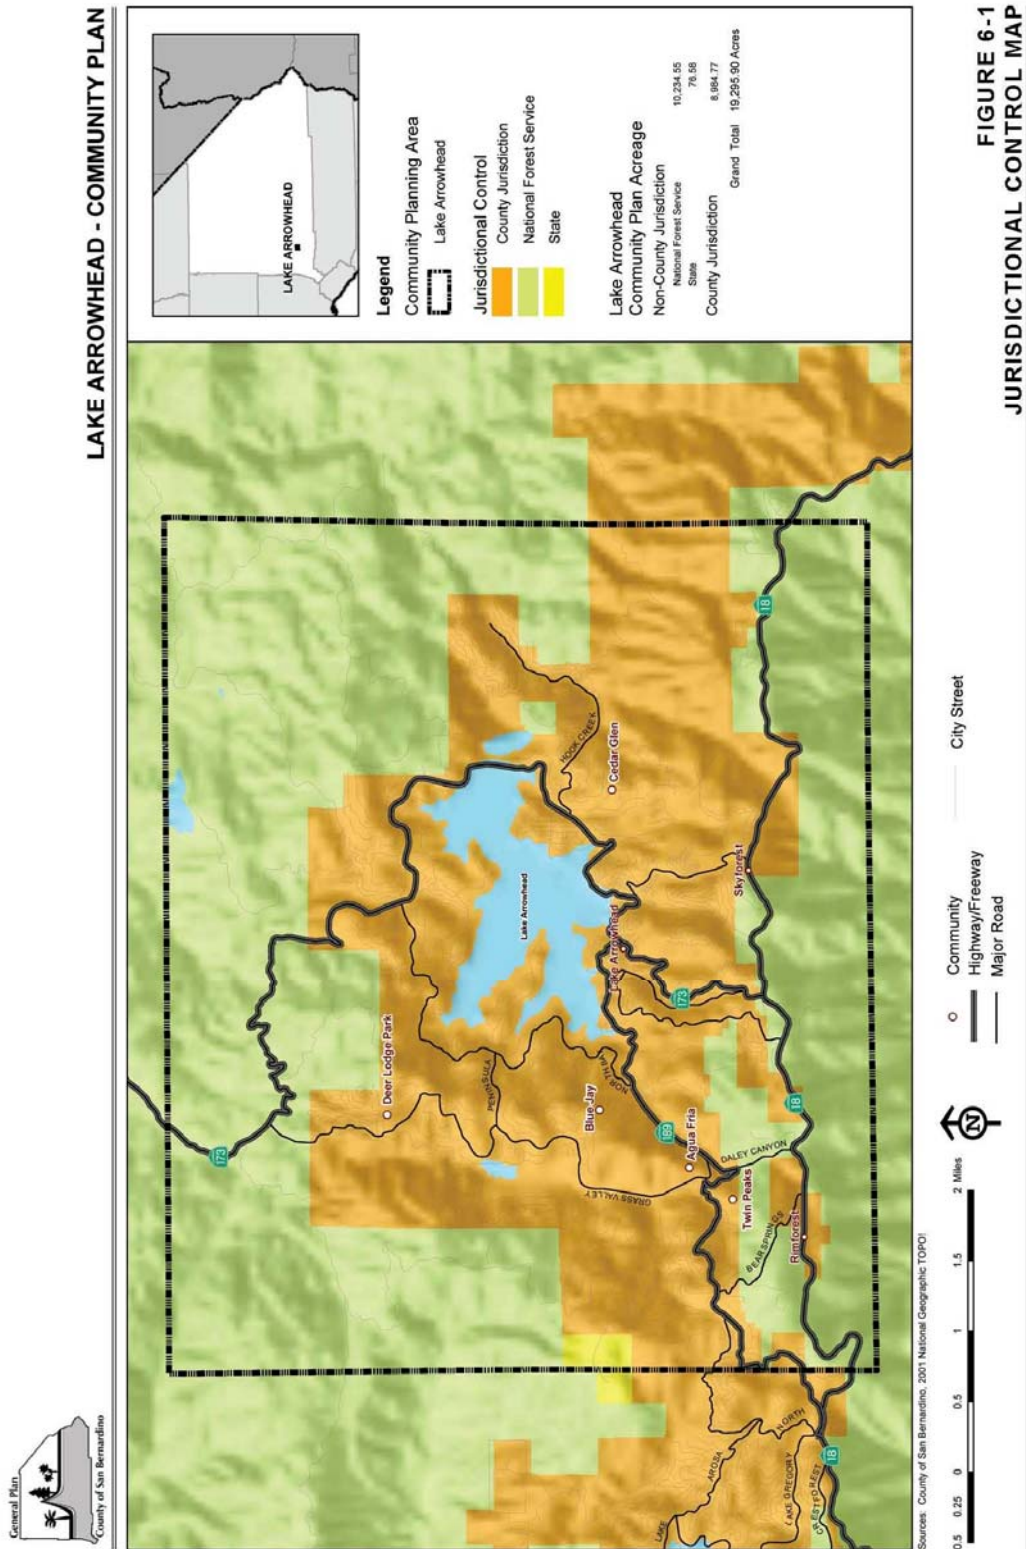 General Plan
County of San Bernardino
LAKE ARROWHEAD - COMMUNITY PLAN
LAKE ARROWHEAD
Legend
Community Planning Area
Lake Arrowhead
Jurisdictional Control
County Jurisdiction
National Forest Service
State
Lake Arrowhead
Community Plan Acreage
Non-County Jurisdiction
National Forest Service 10,234.55
State 76.58
County Jurisdiction 8,984.77
Grand Total 19,295.90 Acres
173
Deer Lodge Park
PENINSULA
Lake Arrowhead
HOOK CREEK
Cedar Glen
GRASS VALLEY
Blue Jay
NORTH BAY
Lake Arrowhead
189
Agua Fria
173
Twin Peaks
DALEY CANYON
BEAR SPRINGS
Rimforest
18
Skyforest
18
LAKE
AROSA
LAKE GREGORY
NORTH
CRESTFOREST
18
Sources: County of San Bernardino, 2001 National Geographic TOPO!
0.5 0.25 0 0.5 1 1.5 2 Miles
N
Community
Highway/Freeway
Major Road
City Street
FIGURE 6-1
JURISDICTIONAL CONTROL MAP